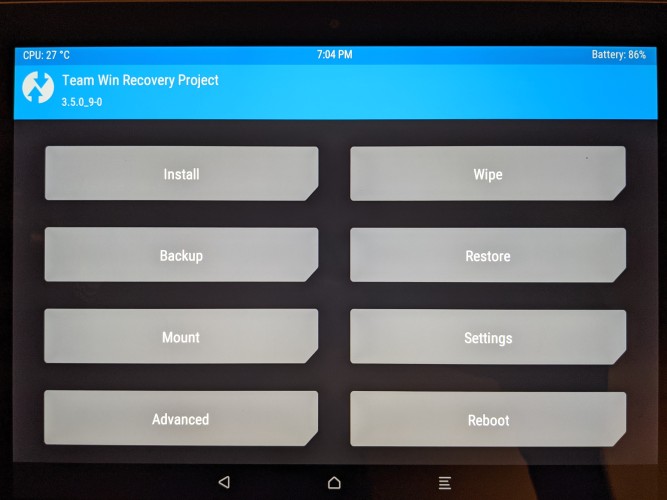 CPU: 27 °C 7:04 PM Battery: 86%
Team Win Recovery Project
3.5.0_9-0
Install Wipe
Backup Restore
Mount Settings
Advanced Reboot